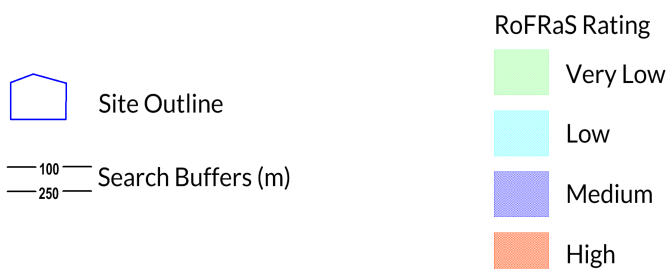 RoFRaS Rating
Very Low
Site Outline
Low
100
Search Buffers (m)
250
Medium
High